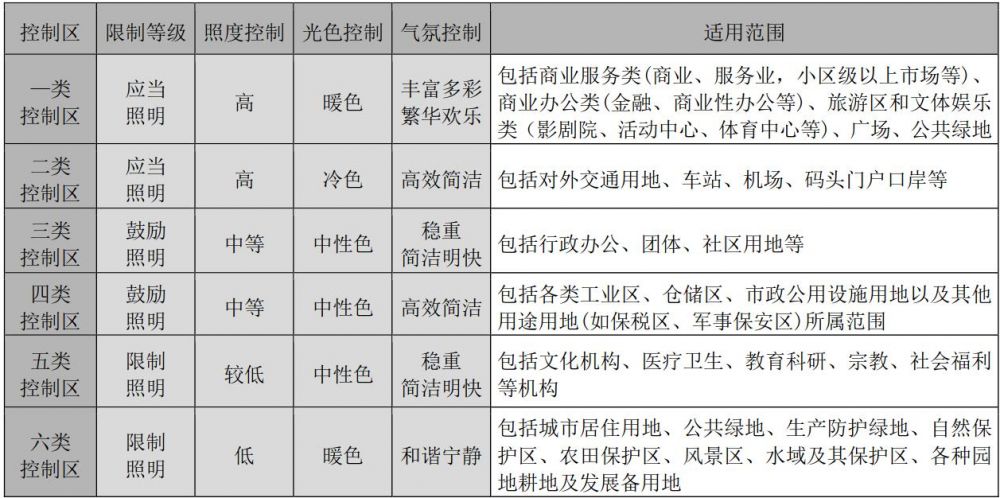 控制区 限制等级 照度控制 光色控制 气氛控制 适用范围
一类
控制区
应当
照明
高
暖色
丰富多彩
繁华欢乐
包括商业服务类(商业、服务业，小区级以上市场等)、
商业办公类(金融、商业性办公等)、旅游区和文体娱乐
类（影剧院、活动中心、体育中心等)、广场、公共绿地
二类
控制区
应当
照明
高
冷色
高效简洁
包括对外交通用地、车站、机场、码头门户口岸等
三类
控制区
鼓励
照明
中等
中性色
稳重
简洁明快
包括行政办公、团体、社区用地等
四类
控制区
鼓励
照明
中等
中性色
高效简洁
包括各类工业区、仓储区、市政公用设施用地以及其他
用途用地(如保税区、军事保安区)所属范围
五类
控制区
限制
照明
较低
中性色
稳重
简洁明快
包括文化机构、医疗卫生、教育科研、宗教、社会福利
等机构
六类
控制区
限制
照明
低
暖色
和谐宁静
包括城市居住用地、公共绿地、生产防护绿地、自然保
护区、农田保护区、风景区、水域及其保护区、各种园
地耕地及发展备用地